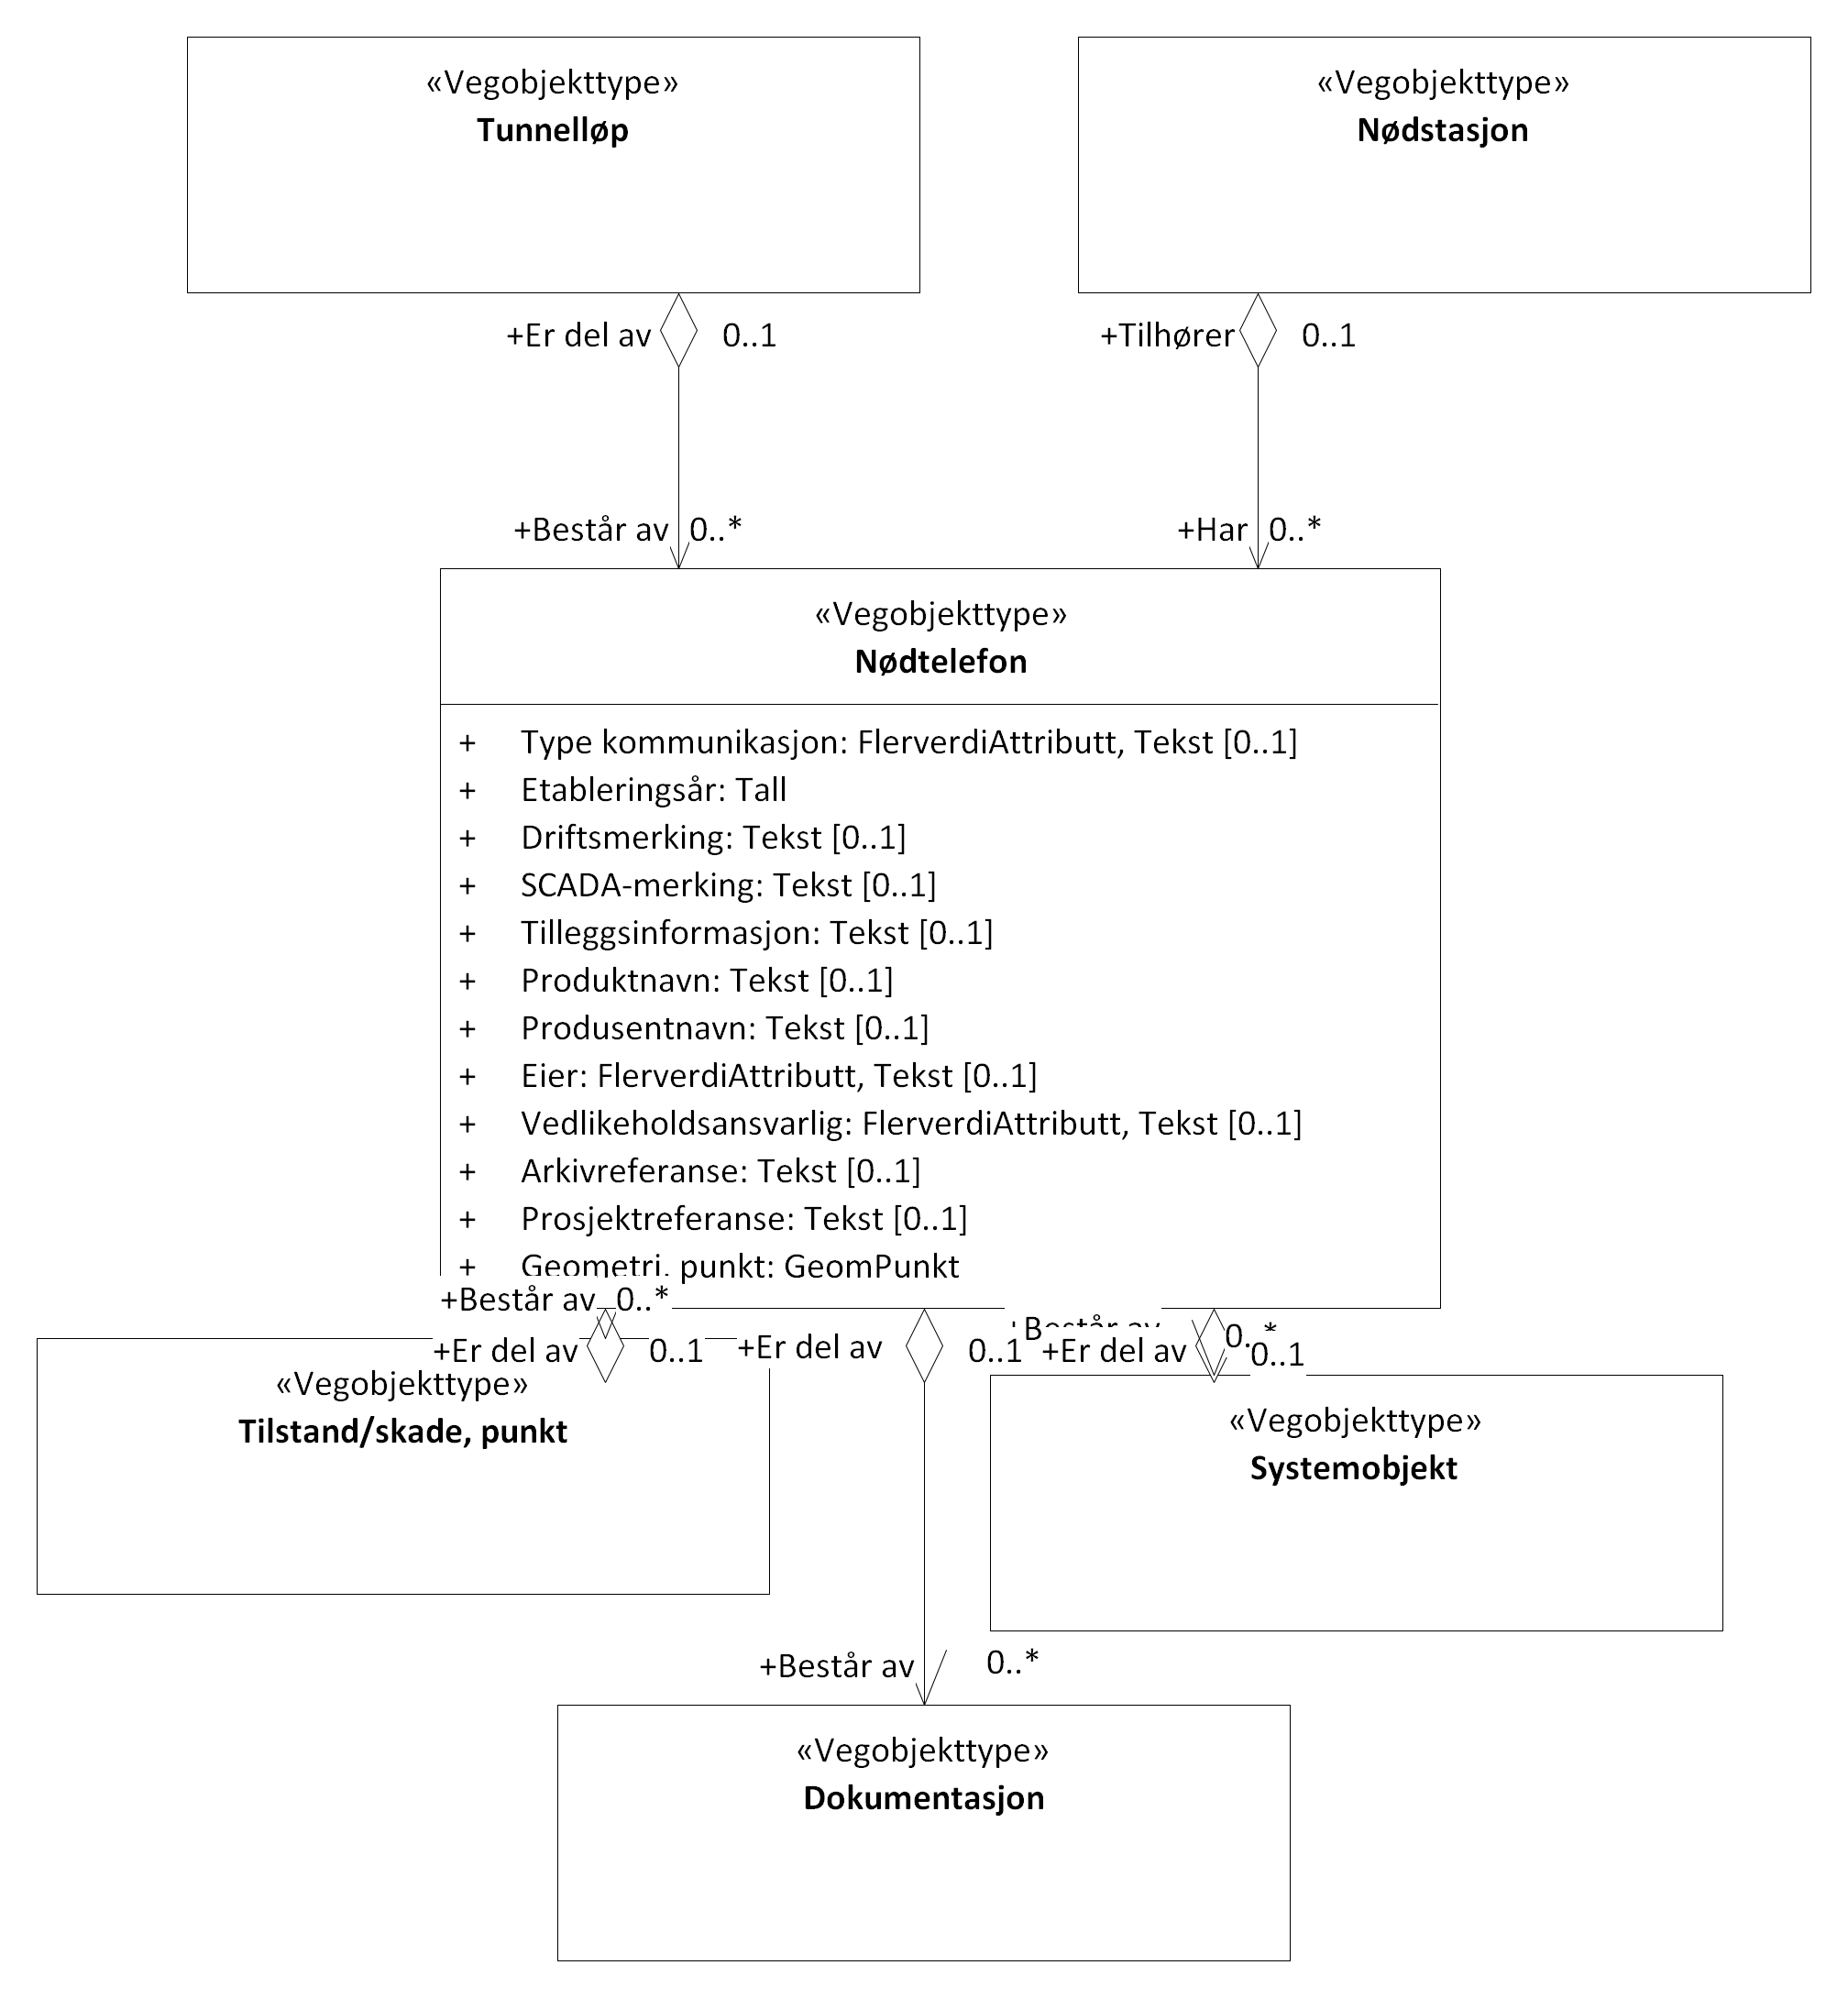 «Vegobjekttype»
Tunnelløp
«Vegobjekttype»
Nødstasjon
+Er del av 0..1
+Tilhører 0..1
+Består av 0..*
+Har 0..*
«Vegobjekttype»
Nødtelefon
+ Type kommunikasjon: FlerverdiAttributt, Tekst [0..1]
+ Etableringsår: Tall
+ Driftsmerking: Tekst [0..1]
+ SCADA-merking: Tekst [0..1]
+ Tilleggsinformasjon: Tekst [0..1]
+ Produktnavn: Tekst [0..1]
+ Produsentnavn: Tekst [0..1]
+ Eier: FlerverdiAttributt, Tekst [0..1]
+ Vedlikeholdsansvarlig: FlerverdiAttributt, Tekst [0..1]
+ Arkivreferanse: Tekst [0..1]
+ Prosjektreferanse: Tekst [0..1]
+ Geometri, punkt: GeomPunkt
+Består av 0..*
+Består av 0..*
+Er del av 0..1
+Er del av 0..1
+Er del av 0..1
«Vegobjekttype»
Tilstand/skade, punkt
«Vegobjekttype»
Systemobjekt
+Består av 0..*
«Vegobjekttype»
Dokumentasjon